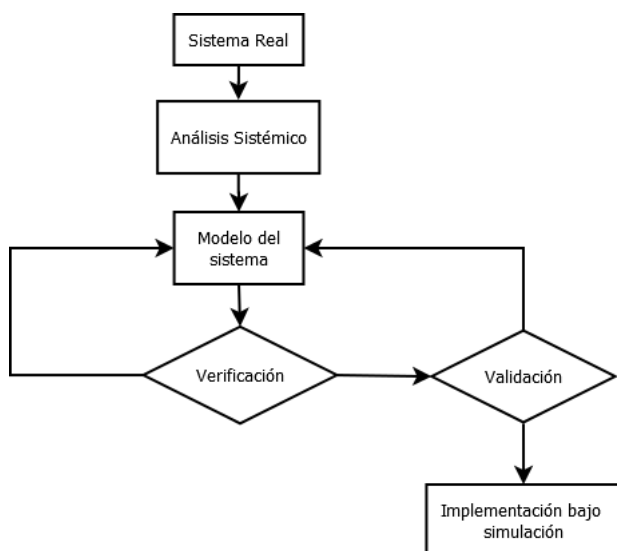 Sistema Real
Análisis Sistémico
Modelo del
sistema
Verificación
Validación
Implementación bajo
simulación